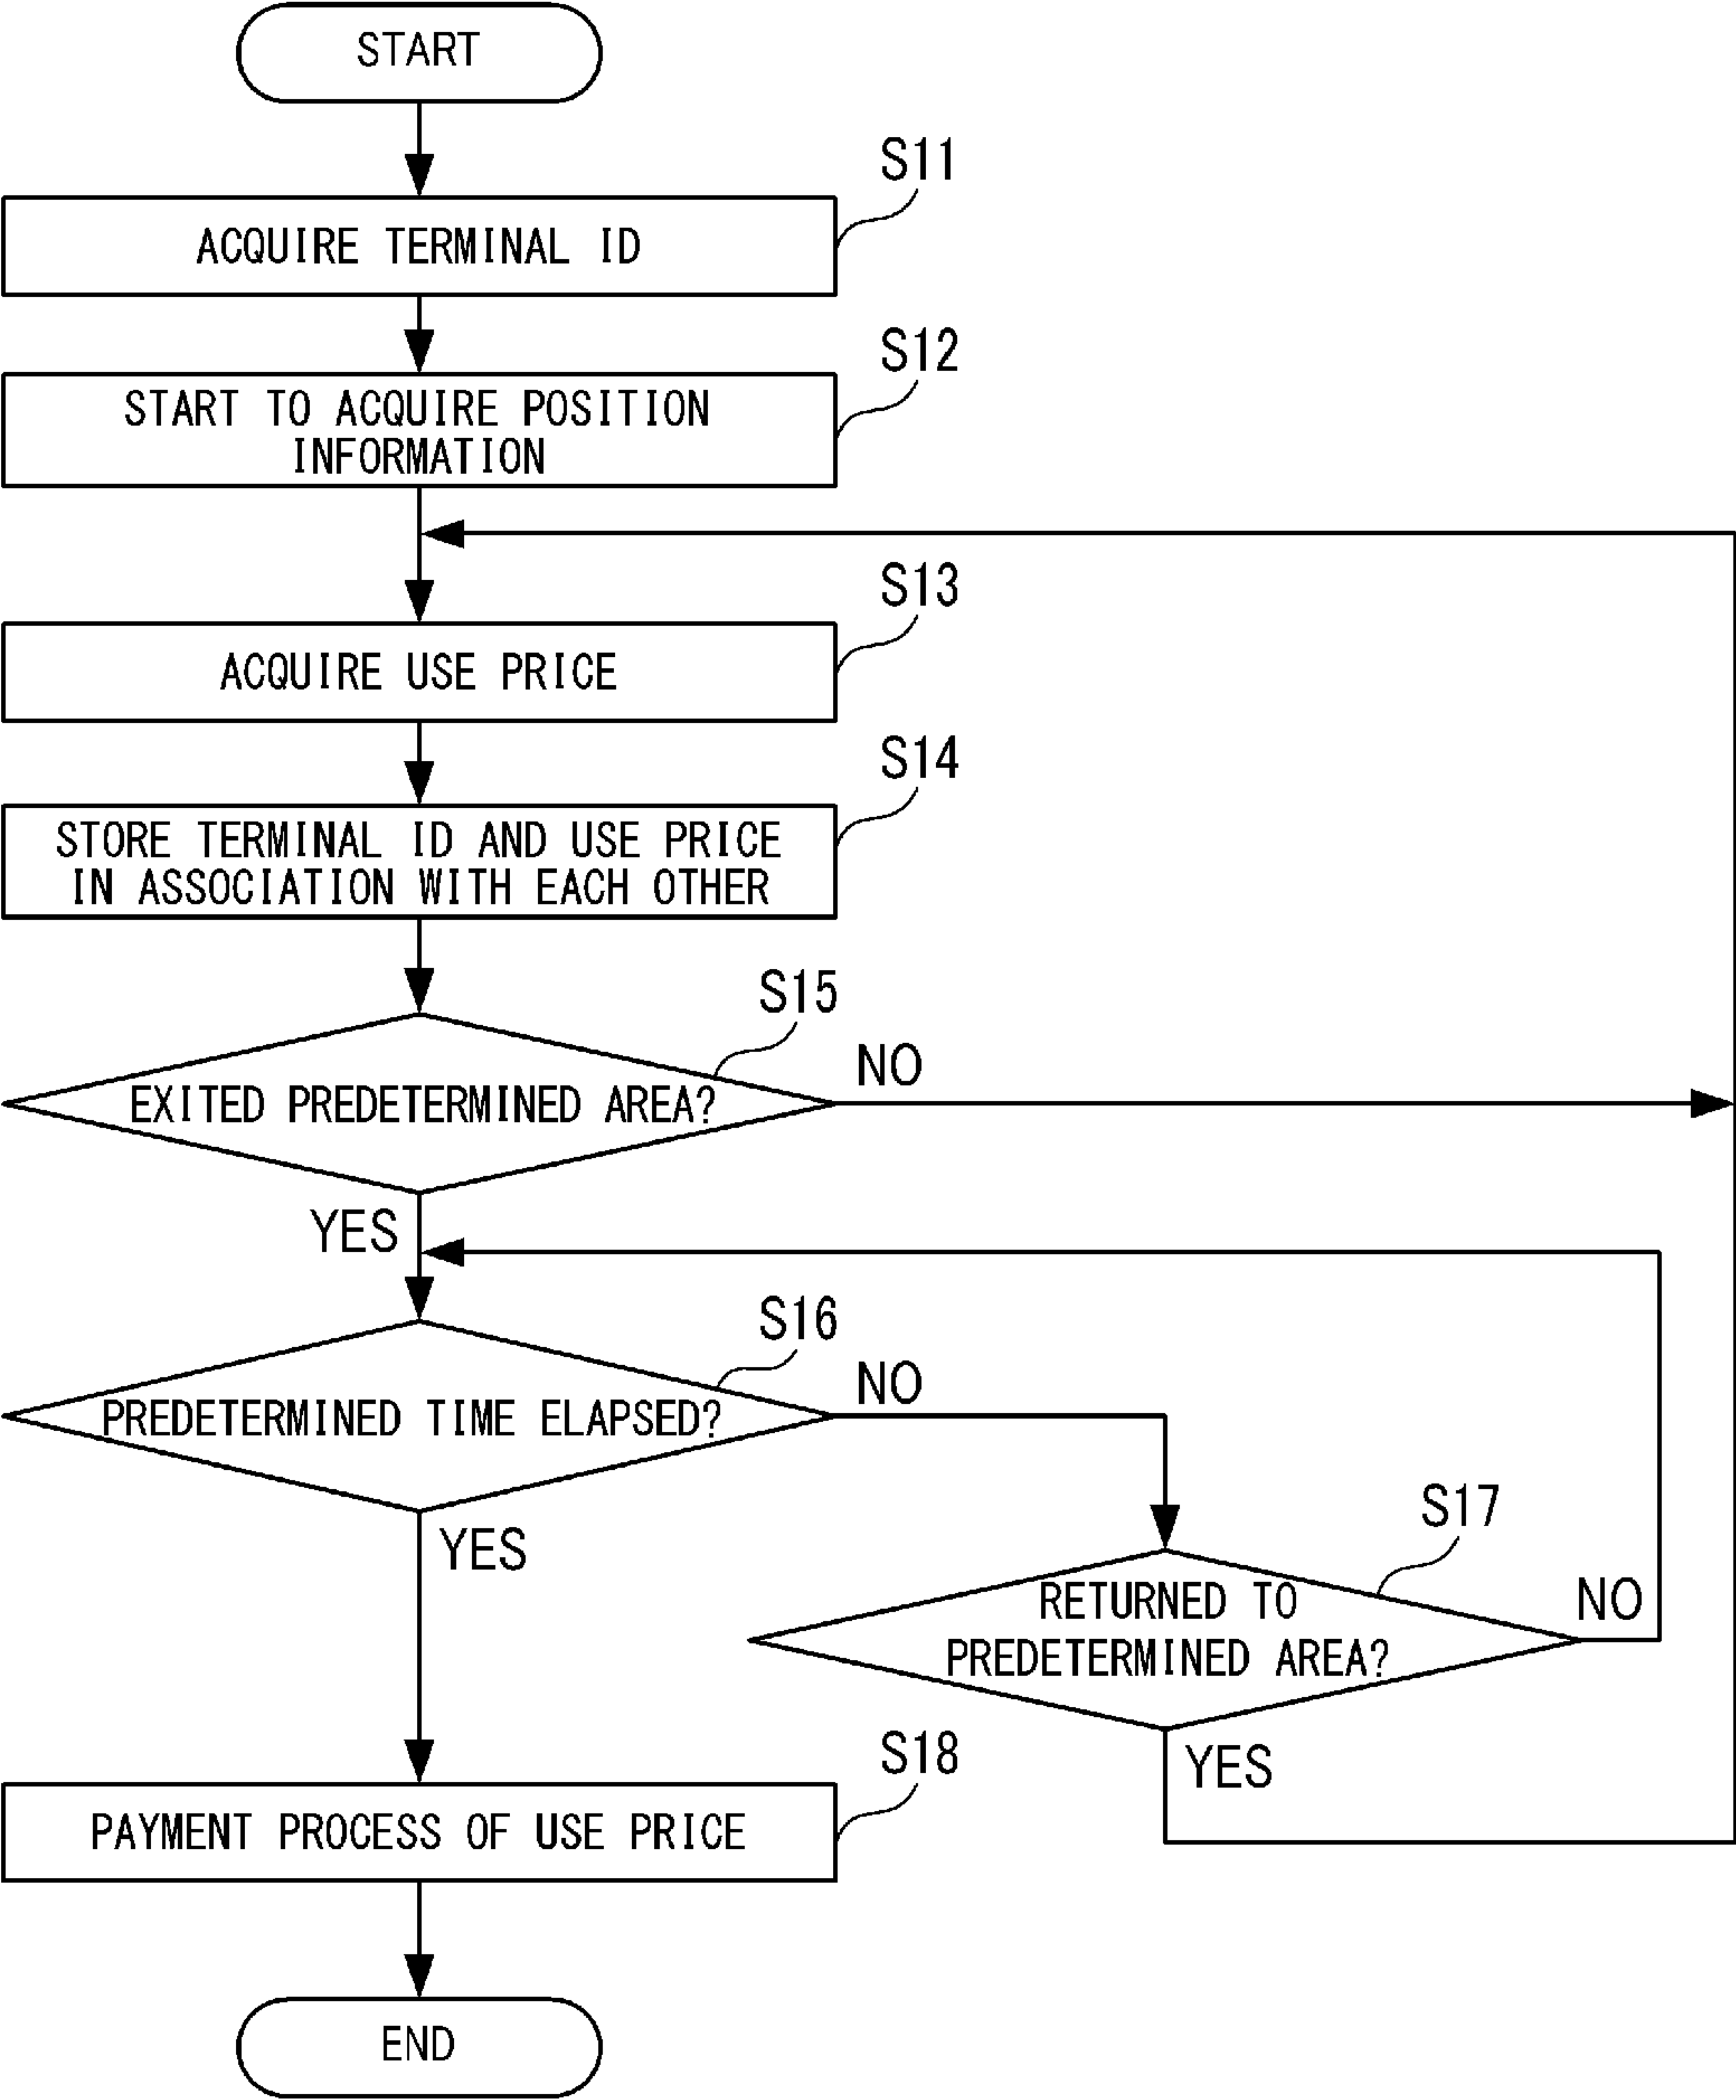 START
S11
ACQUIRE TERMINAL ID
S12
START TO ACQUIRE POSITION
INFORMATION
S13
ACQUIRE USE PRICE
S14
STORE TERMINAL ID AND USE PRICE
IN ASSOCIATION WITH EACH OTHER
S15
NO
EXITED PREDETERMINED AREA?
YES
S16
NO
PREDETERMINED TIME ELAPSED?
YES
S17
NO
RETURNED TO
PREDETERMINED AREA?
YES
S18
PAYMENT PROCESS OF USE PRICE
END